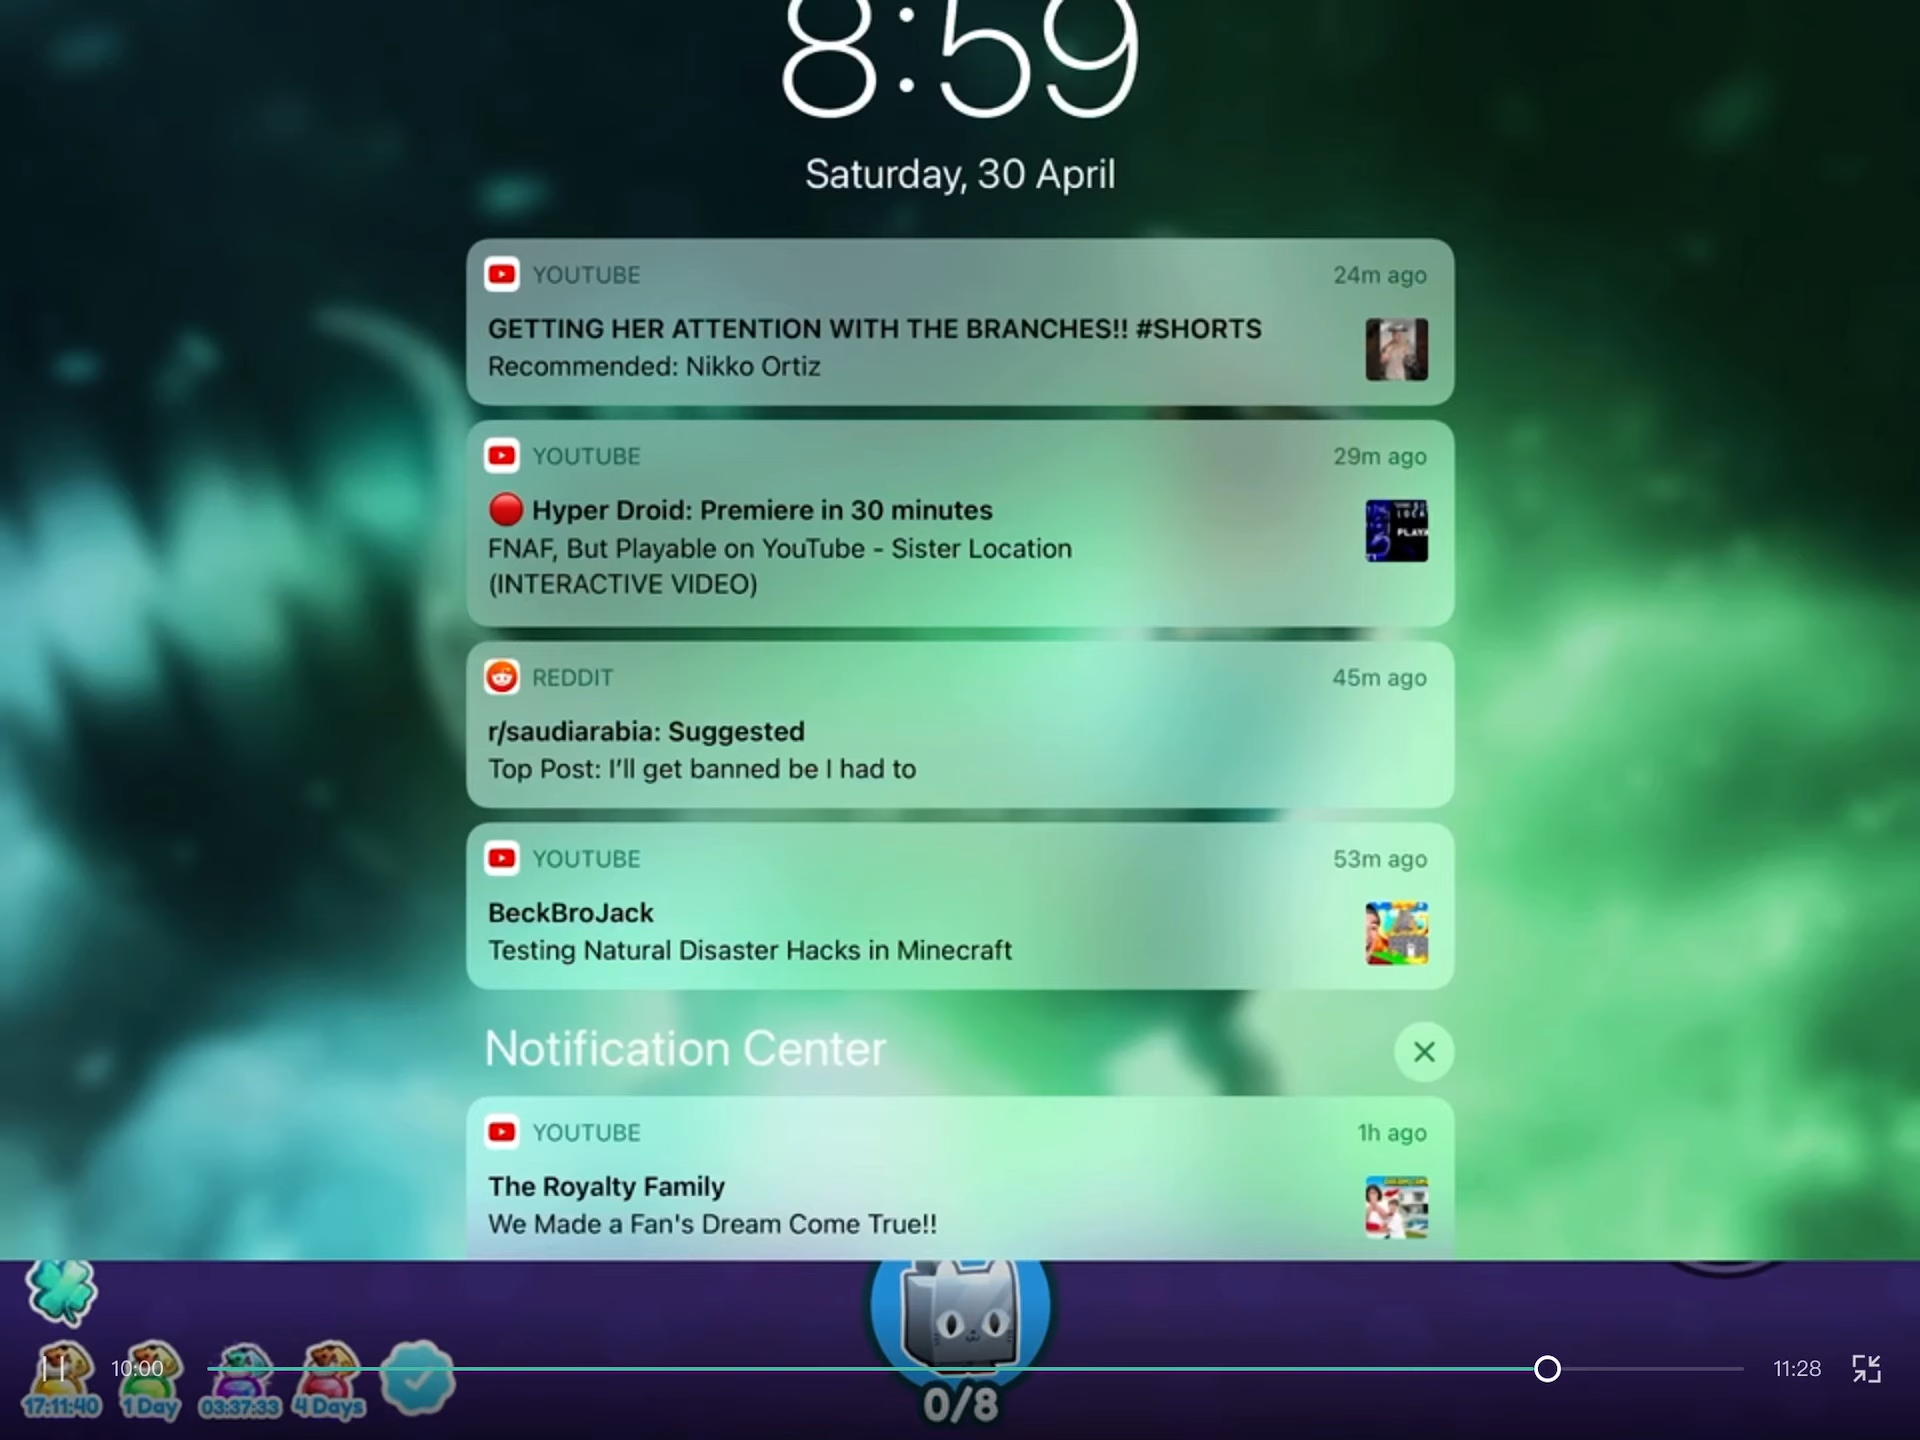 8:59
Saturday, 30 April
YOUTUBE
24m ago
GETTING HER ATTENTION WITH THE BRANCHES!! #SHORTS
Recommended: Nikko Ortiz
YOUTUBE
29m ago
🔴 Hyper Droid: Premiere in 30 minutes
FNAF, But Playable on YouTube - Sister Location
(INTERACTIVE VIDEO)
REDDIT
45m ago
r/saudiarabia: Suggested
Top Post: I’ll get banned be I had to
YOUTUBE
53m ago
BeckBroJack
Testing Natural Disaster Hacks in Minecraft
Notification Center
YOUTUBE
1h ago
The Royalty Family
We Made a Fan's Dream Come True!!
10:00
11:28
17:11:40
1 Day
03:37:33
4 Days
0/8